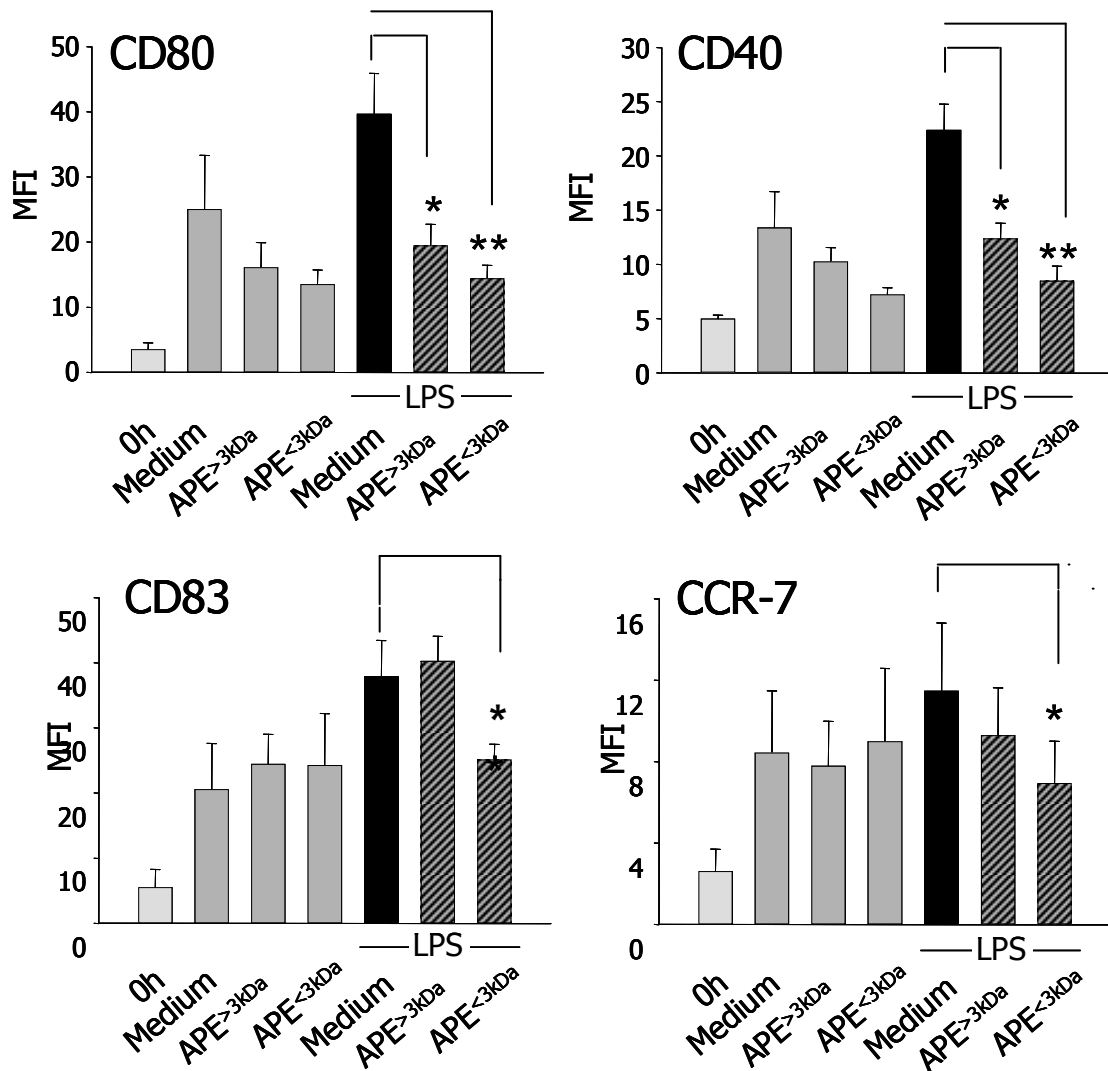 CD80
MFI
50
40
30
20
10
0
*
**
LPS
0h
Medium
APE>3kDa
APE<3kDa
Medium
APE>3kDa
APE<3kDa
CD40
MFI
30
25
20
15
10
5
0
*
**
LPS
0h
Medium
APE>3kDa
APE<3kDa
Medium
APE>3kDa
APE<3kDa
CD83
MFI
50
40
30
20
10
0
*
*
LPS
0h
Medium
APE>3kDa
APE<3kDa
Medium
APE>3kDa
APE<3kDa
CCR-7
MFI
16
12
8
4
0
*
LPS
0h
Medium
APE>3kDa
APE<3kDa
Medium
APE>3kDa
APE<3kDa